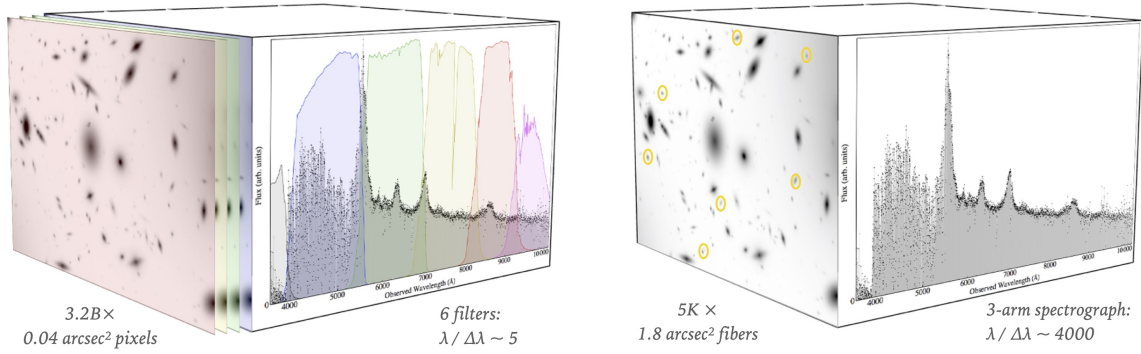 Flux (arb. units)
0
4000
5000
6000
7000
8000
9000
10000
Observed Wavelength (Å)
3.2B×
0.04 arcsec² pixels
6 filters:
λ / Δλ ~ 5
Flux (arb. units)
0
4000
5000
6000
7000
8000
9000
10000
Observed Wavelength (Å)
5K ×
1.8 arcsec² fibers
3-arm spectrograph:
λ / Δλ ~ 4000